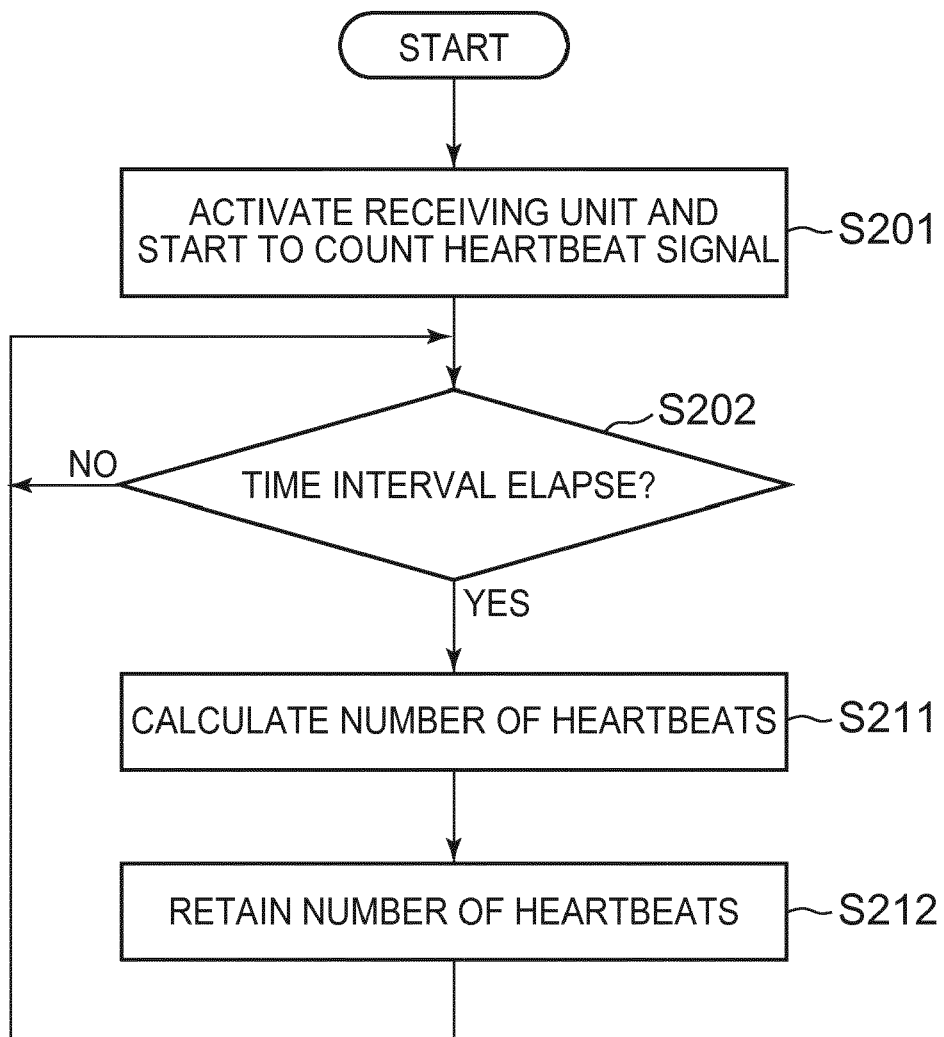 START
ACTIVATE RECEIVING UNIT AND
START TO COUNT HEARTBEAT SIGNAL
S201
S202
NO
TIME INTERVAL ELAPSE?
YES
CALCULATE NUMBER OF HEARTBEATS
S211
RETAIN NUMBER OF HEARTBEATS
S212